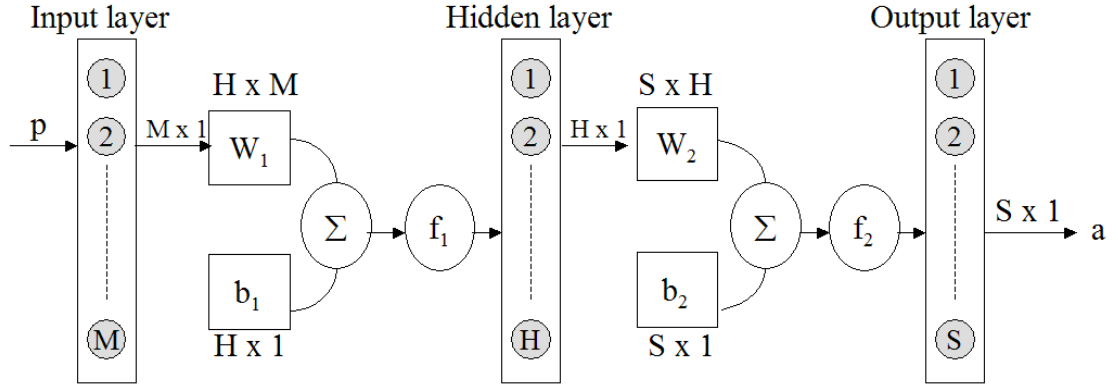 Input layer
Hidden layer
Output layer
1
2
M
p
M x 1
H x M
W₁
b₁
H x 1
Σ
f₁
1
2
H
H x 1
S x H
W₂
b₂
S x 1
Σ
f₂
1
2
S
S x 1
a